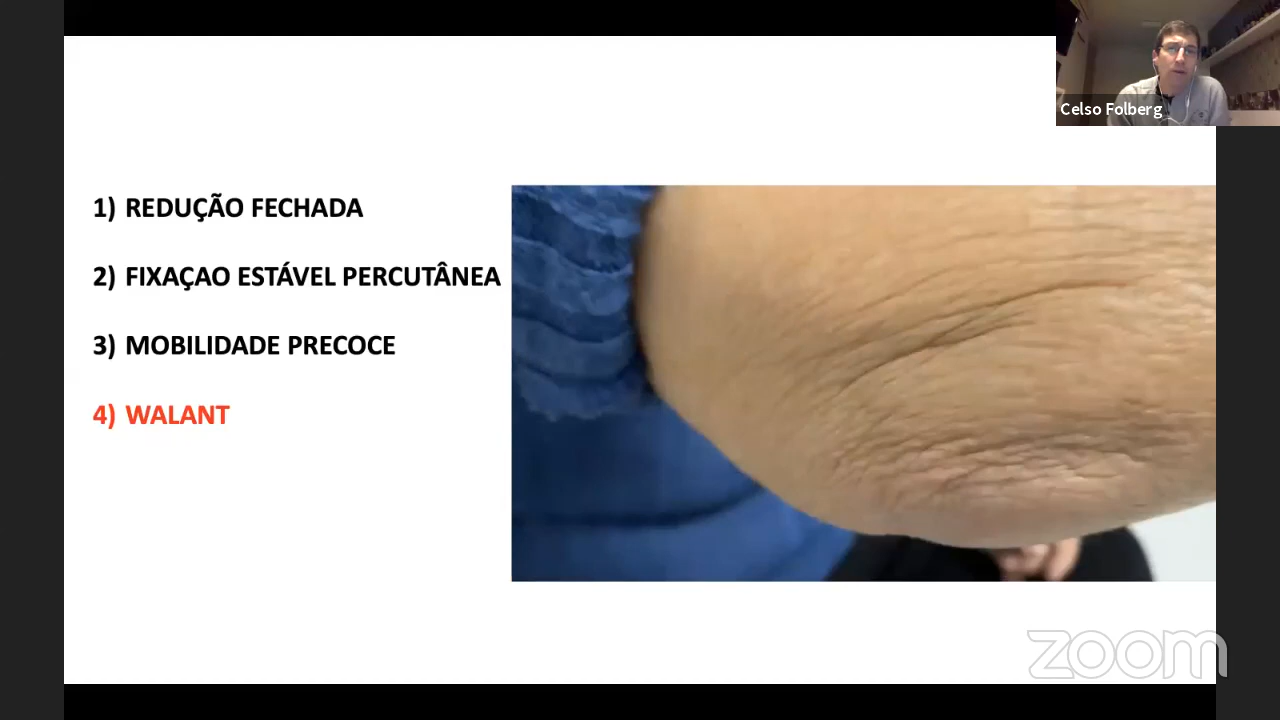 Celso Folberg
1) REDUÇÃO FECHADA
2) FIXAÇAO ESTÁVEL PERCUTÂNEA
3) MOBILIDADE PRECOCE
4) WALANT
zoom